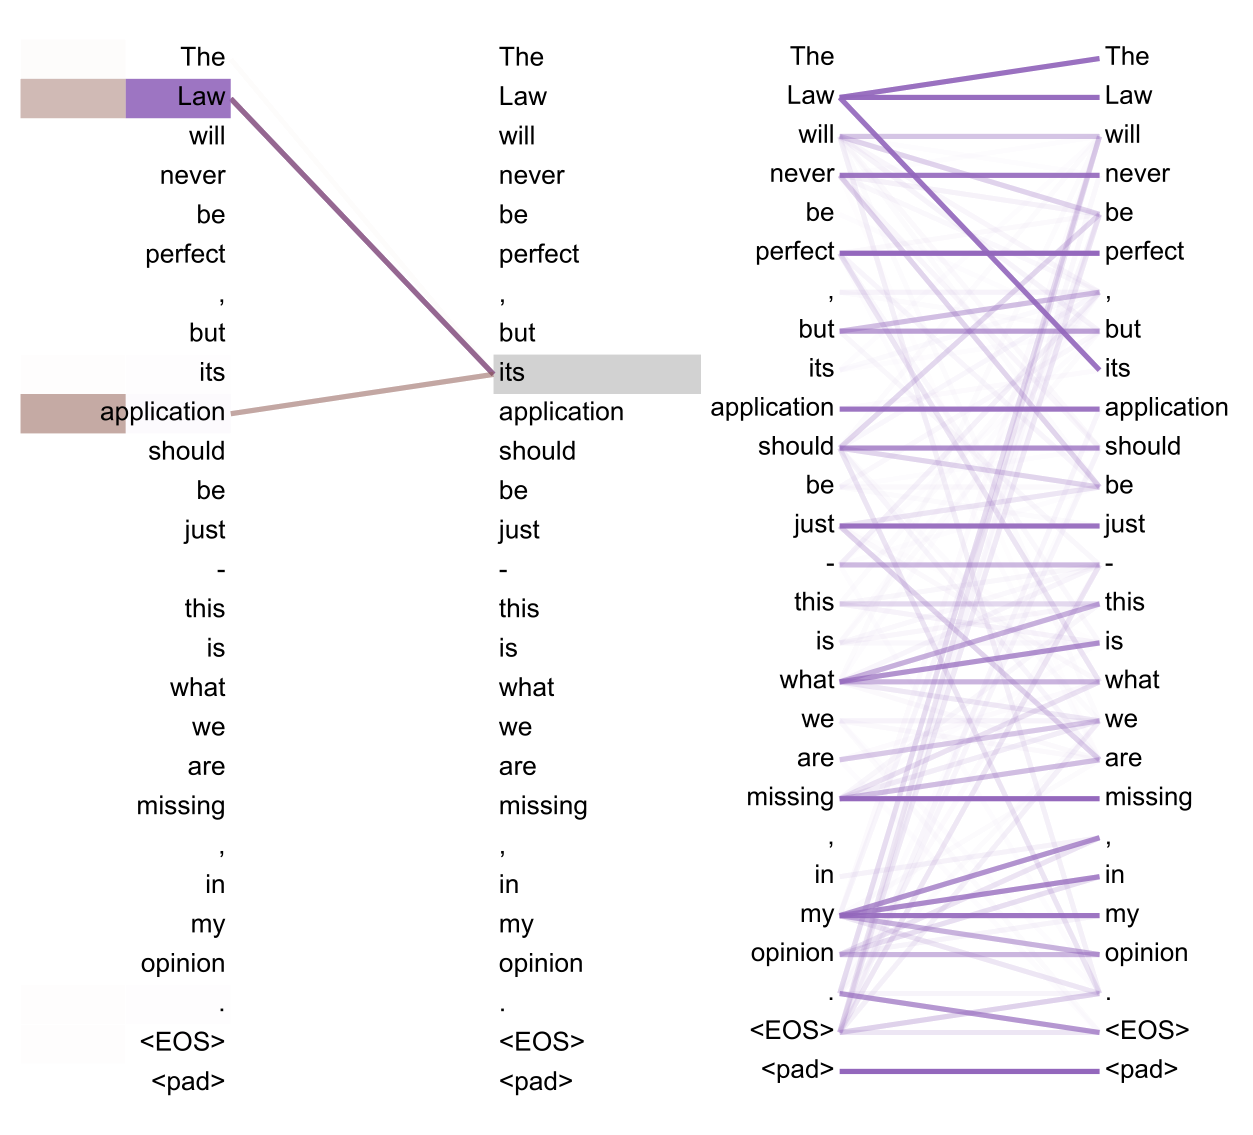 The The The The
Law Law Law Law
will will will will
never never never never
be be be be
perfect perfect perfect perfect
, , , ,
but but but but
its its its its
application application application application
should should should should
be be be be
just just just just
- - - -
this this this this
is is is is
what what what what
we we we we
are are are are
missing missing missing missing
, , , ,
in in in in
my my my my
opinion opinion opinion opinion
. . . .
<EOS> <EOS> <EOS> <EOS>
<pad> <pad> <pad> <pad>